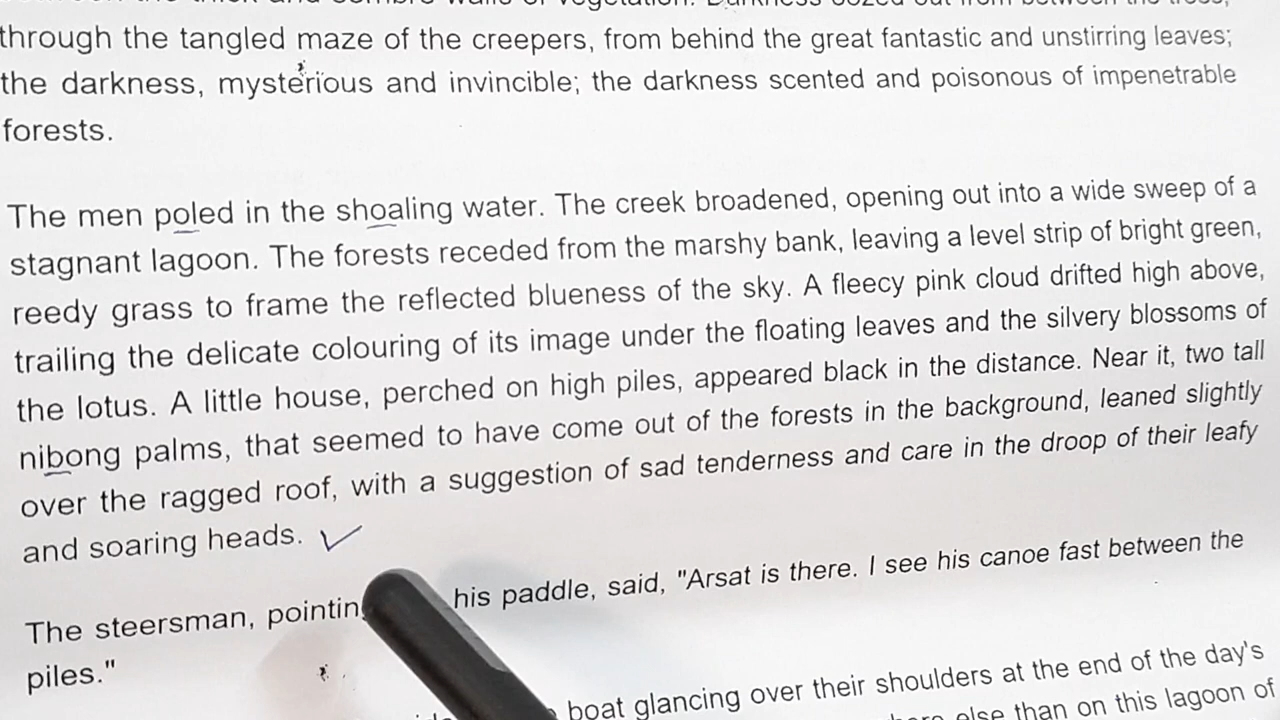 through the tangled maze of the creepers, from behind the great fantastic and unstirring leaves;
the darkness, mysterious and invincible; the darkness scented and poisonous of impenetrable
forests.
The men poled in the shoaling water. The creek broadened, opening out into a wide sweep of a
stagnant lagoon. The forests receded from the marshy bank, leaving a level strip of bright green,
reedy grass to frame the reflected blueness of the sky. A fleecy pink cloud drifted high above,
trailing the delicate colouring of its image under the floating leaves and the silvery blossoms of
the lotus. A little house, perched on high piles, appeared black in the distance. Near it, two tall
nibong palms, that seemed to have come out of the forests in the background, leaned slightly
over the ragged roof, with a suggestion of sad tenderness and care in the droop of their leafy
and soaring heads.
The steersman, pointing his paddle, said, "Arsat is there. I see his canoe fast between the
piles."
boat glancing over their shoulders at the end of the day's
else than on this lagoon of